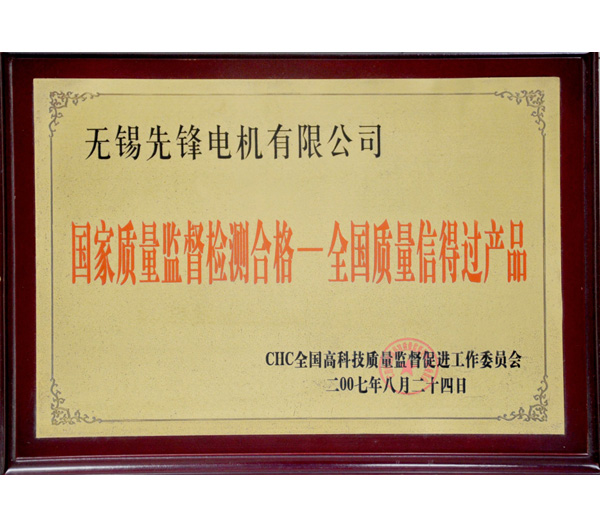 无锡先锋电机有限公司
国家质量监督检测合格—全国质量信得过产品
CHC全国高科技质量监督促进工作委员会
二00七年八月二十四日